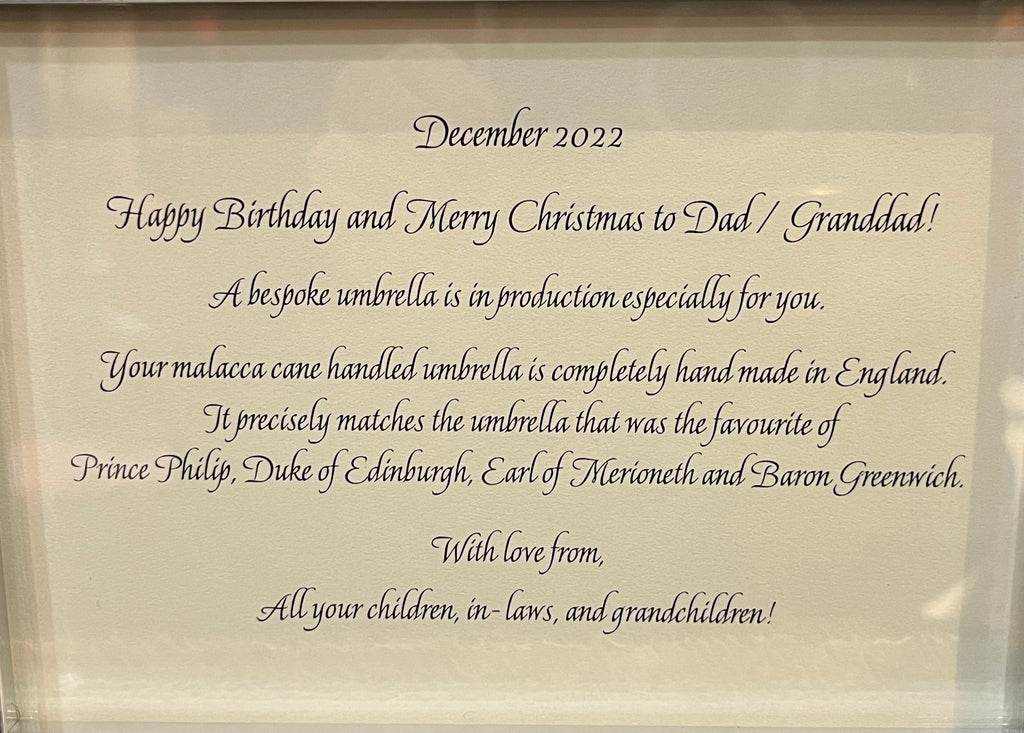 December 2022
Happy Birthday and Merry Christmas to Dad / Granddad!
A bespoke umbrella is in production especially for you.
Your malacca cane handled umbrella is completely hand made in England.
It precisely matches the umbrella that was the favourite of
Prince Philip, Duke of Edinburgh, Earl of Merioneth and Baron Greenwich.
With love from,
All your children, in-laws, and grandchildren!